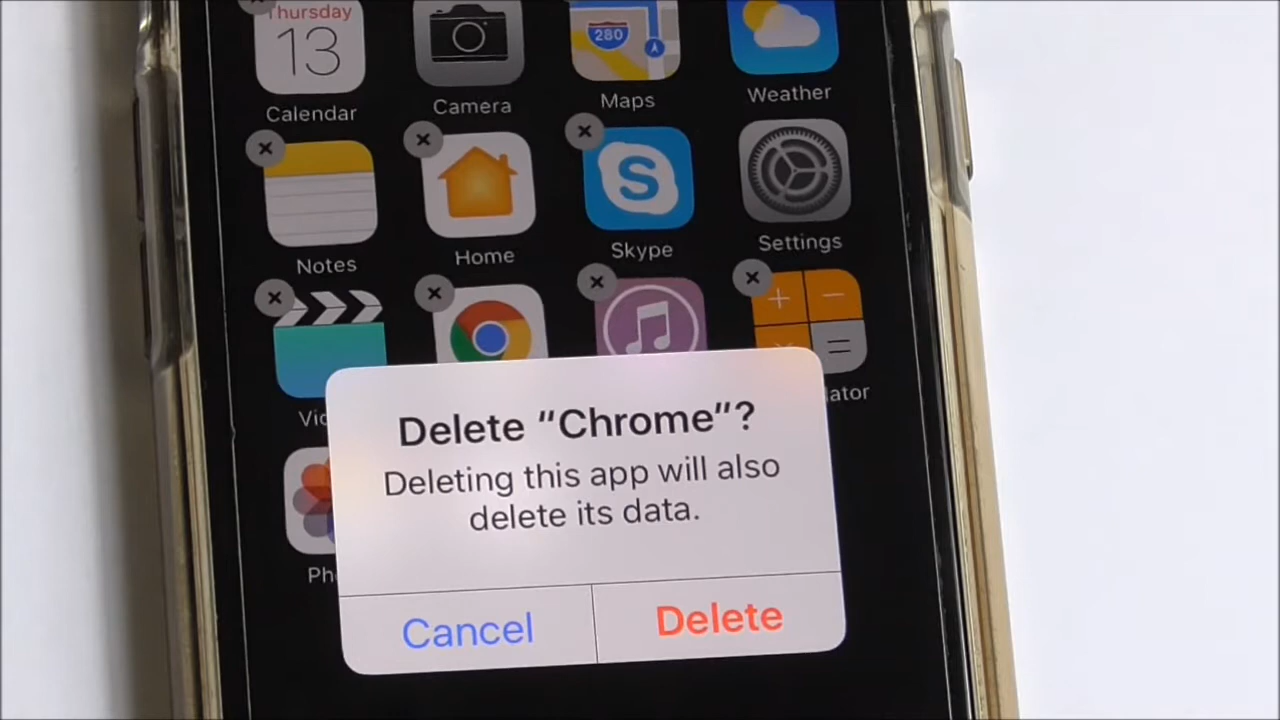 Thursday
13
280
Calendar
Camera
Maps
Weather
S
Notes
Home
Skype
Settings
Delete “Chrome”?
Deleting this app will also
delete its data.
Cancel
Delete